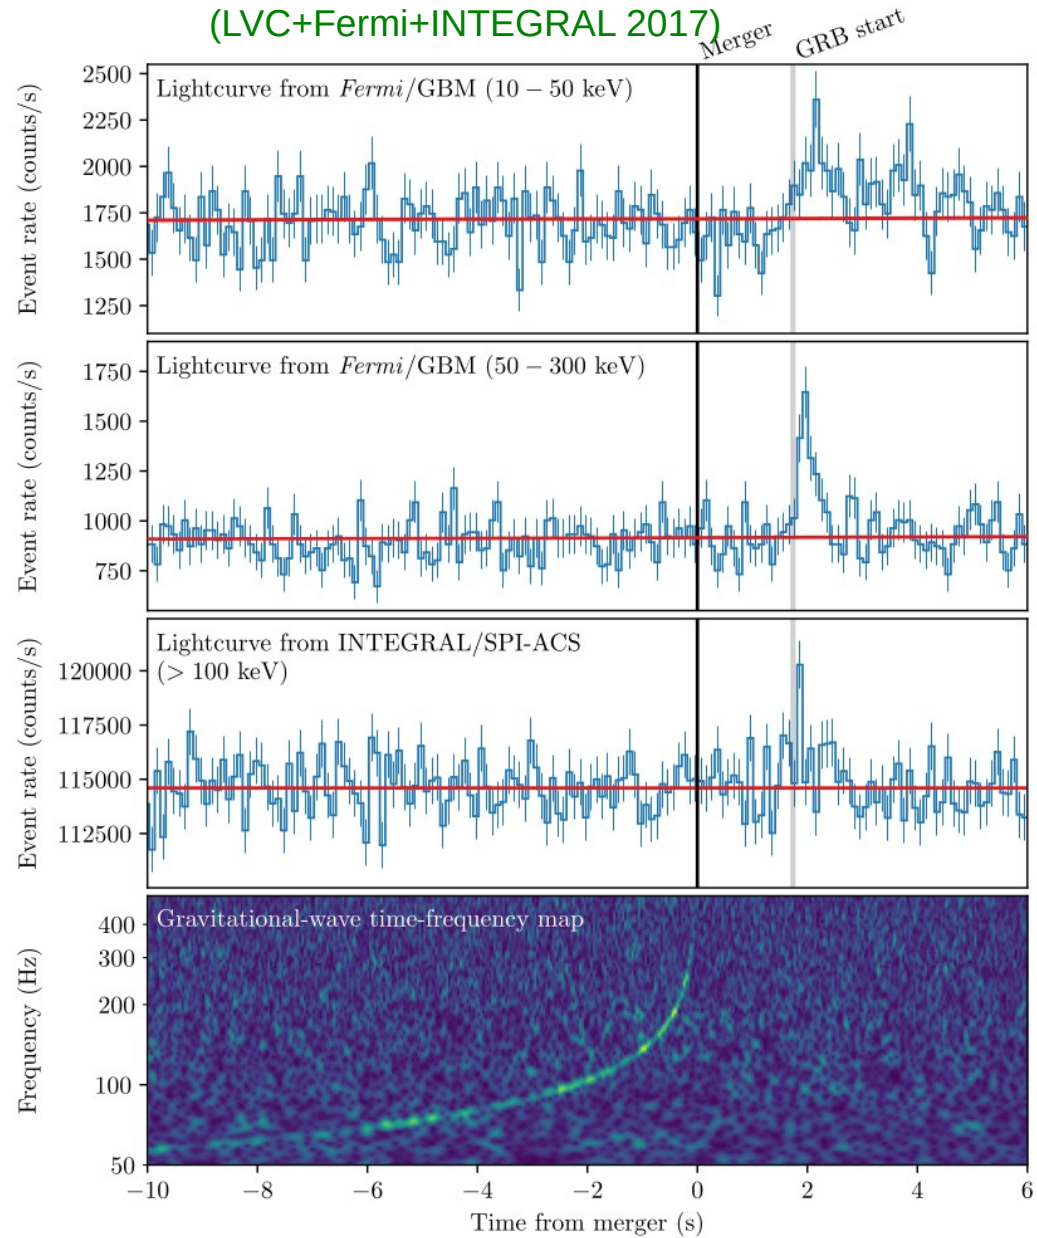 (LVC+Fermi+INTEGRAL 2017)
Merger
GRB start
Lightcurve from Fermi/GBM (10 − 50 keV)
Event rate (counts/s)
2500
2250
2000
1750
1500
1250
Lightcurve from Fermi/GBM (50 − 300 keV)
Event rate (counts/s)
1750
1500
1250
1000
750
Lightcurve from INTEGRAL/SPI-ACS
(> 100 keV)
Event rate (counts/s)
120000
117500
115000
112500
Gravitational-wave time-frequency map
Frequency (Hz)
400
300
200
100
50
−10 −8 −6 −4 −2 0 2 4 6
Time from merger (s)